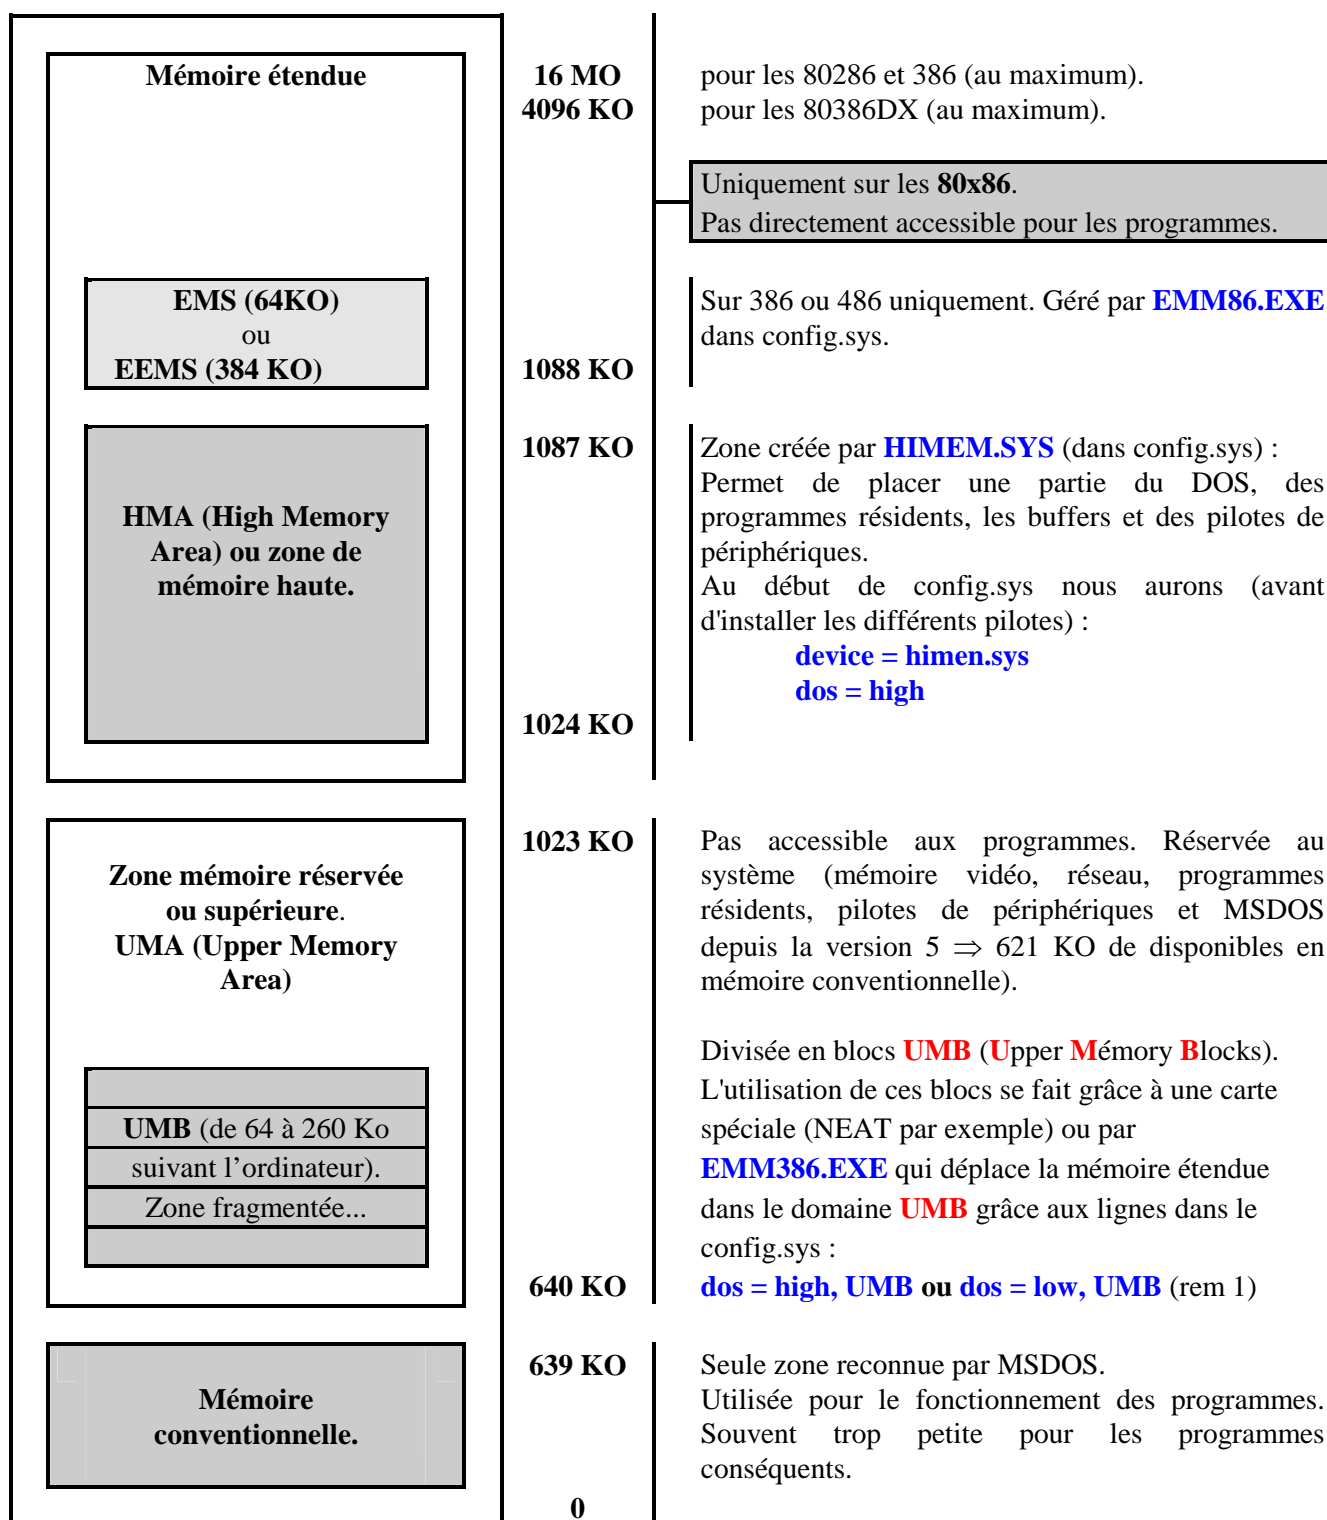 Mémoire étendue
16 MO
pour les 80286 et 386 (au maximum).
4096 KO
pour les 80386DX (au maximum).
Uniquement sur les 80x86.
Pas directement accessible pour les programmes.
EMS (64KO)
ou
EEMS (384 KO)
1088 KO
Sur 386 ou 486 uniquement. Géré par EMM86.EXE
dans config.sys.
HMA (High Memory
Area) ou zone de
mémoire haute.
1087 KO
1024 KO
Zone créée par HIMEM.SYS (dans config.sys) :
Permet de placer une partie du DOS, des
programmes résidents, les buffers et des pilotes de
périphériques.
Au début de config.sys nous aurons (avant
d'installer les différents pilotes) :
device = himen.sys
dos = high
Zone mémoire réservée
ou supérieure.
UMA (Upper Memory
Area)
UMB (de 64 à 260 Ko
suivant l’ordinateur).
Zone fragmentée...
1023 KO
640 KO
Pas accessible aux programmes. Réservée au
système (mémoire vidéo, réseau, programmes
résidents, pilotes de périphériques et MSDOS
depuis la version 5 ⇒ 621 KO de disponibles en
mémoire conventionnelle).
Divisée en blocs UMB (Upper Mémory Blocks).
L'utilisation de ces blocs se fait grâce à une carte
spéciale (NEAT par exemple) ou par
EMM386.EXE qui déplace la mémoire étendue
dans le domaine UMB grâce aux lignes dans le
config.sys :
dos = high, UMB ou dos = low, UMB (rem 1)
Mémoire
conventionnelle.
639 KO
0
Seule zone reconnue par MSDOS.
Utilisée pour le fonctionnement des programmes.
Souvent trop petite pour les programmes
conséquents.